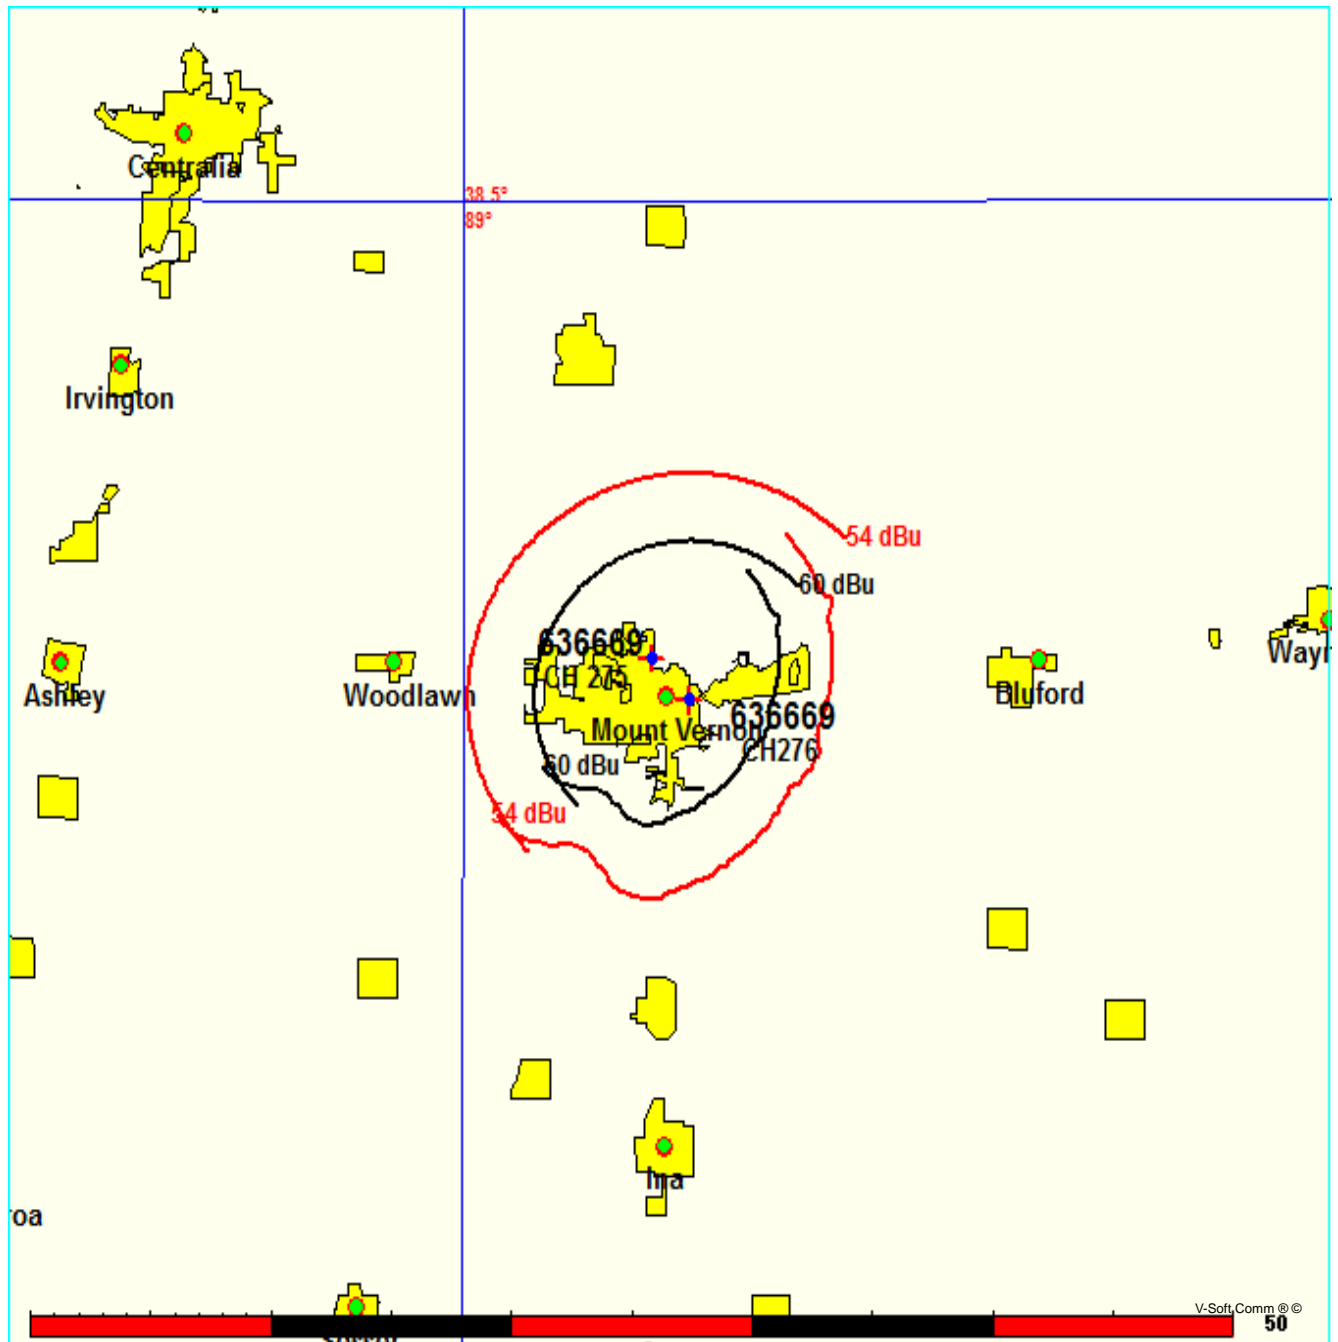 Centralia
38.5°
89°
Irvington
54 dBu
60 dBu
636669
CH 275
Ashley
Woodlawn
Bluford
Mount Vernon
636669
CH276
60 dBu
54 dBu
Ina
V-Soft Comm ® ©
50